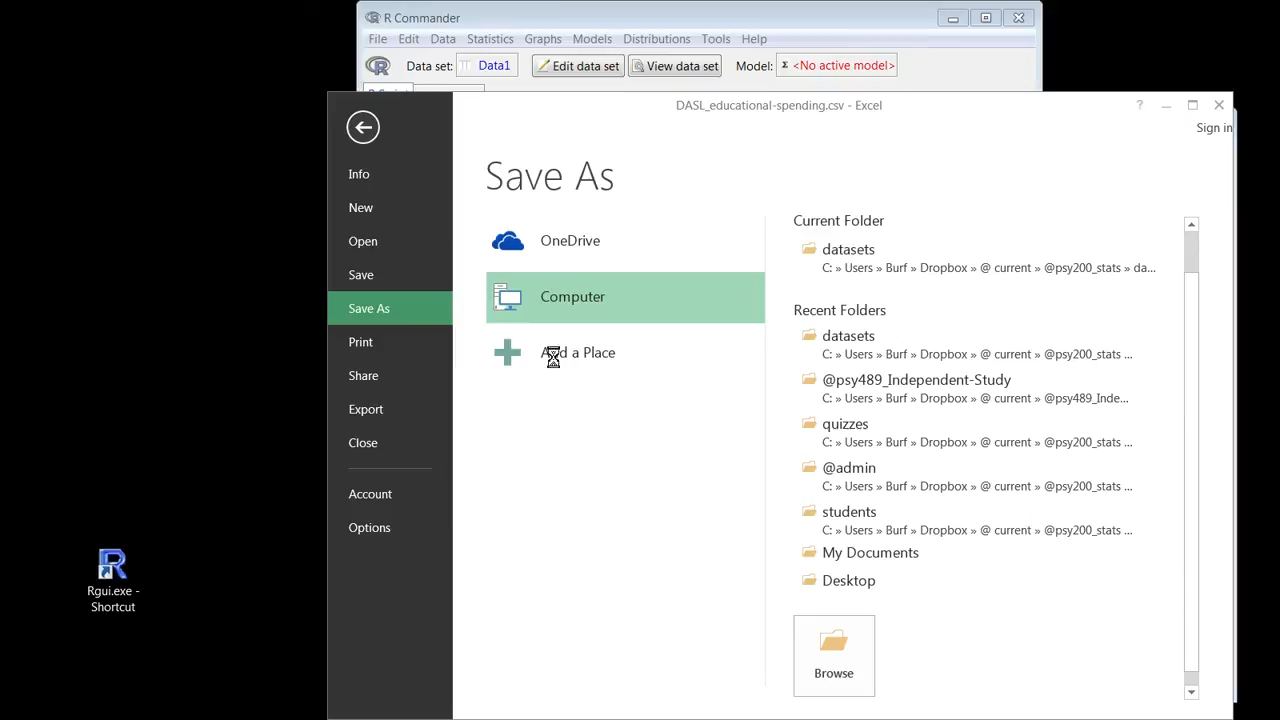 R Commander
File Edit Data Statistics Graphs Models Distributions Tools Help
Data set: Data1 Edit data set View data set Model: Σ <No active model>
DASL_educational-spending.csv - Excel
?
Sign in
Info
New
Open
Save
Save As
Print
Share
Export
Close
Account
Options
Save As
OneDrive
Computer
Add a Place
Current Folder
datasets
C: » Users » Burf » Dropbox » @ current » @psy200_stats » da...
Recent Folders
datasets
C: » Users » Burf » Dropbox » @ current » @psy200_stats ...
@psy489_Independent-Study
C: » Users » Burf » Dropbox » @ current » @psy489_Inde...
quizzes
C: » Users » Burf » Dropbox » @ current » @psy200_stats ...
@admin
C: » Users » Burf » Dropbox » @ current » @psy200_stats ...
students
C: » Users » Burf » Dropbox » @ current » @psy200_stats ...
My Documents
Desktop
Browse
Rgui.exe -
Shortcut